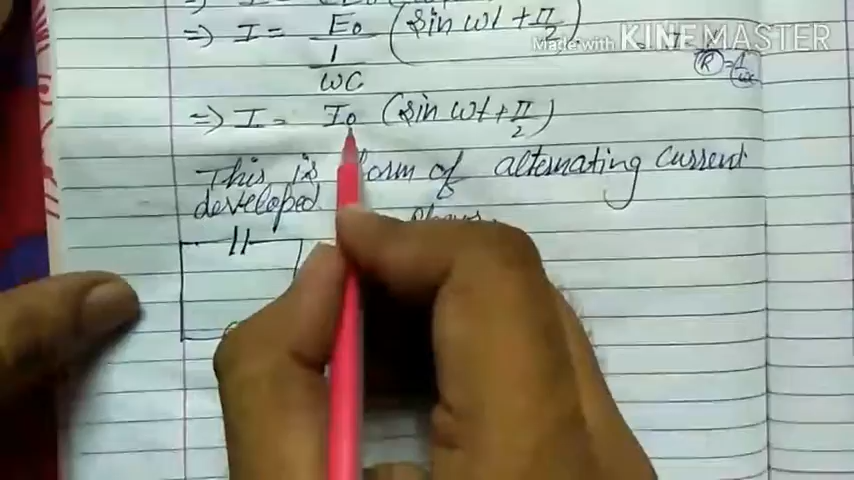 => I = E₀ / (1/ωC) (sin ωt + π/2)
Made with KINEMASTER
=> I = I₀ (sin ωt + π/2)
This is form of alternating current
developed